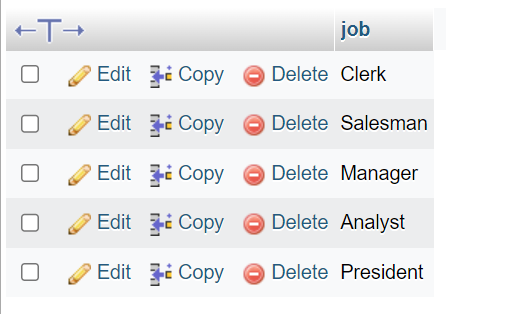 job
Edit Copy Delete Clerk
Edit Copy Delete Salesman
Edit Copy Delete Manager
Edit Copy Delete Analyst
Edit Copy Delete President